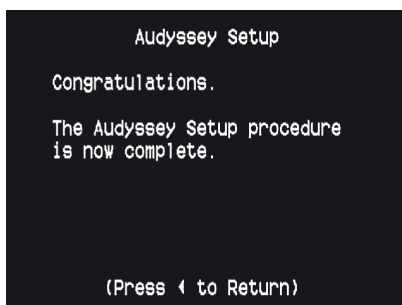 Audyssey Setup
Congratulations.
The Audyssey Setup procedure
is now complete.
(Press ◀ to Return)